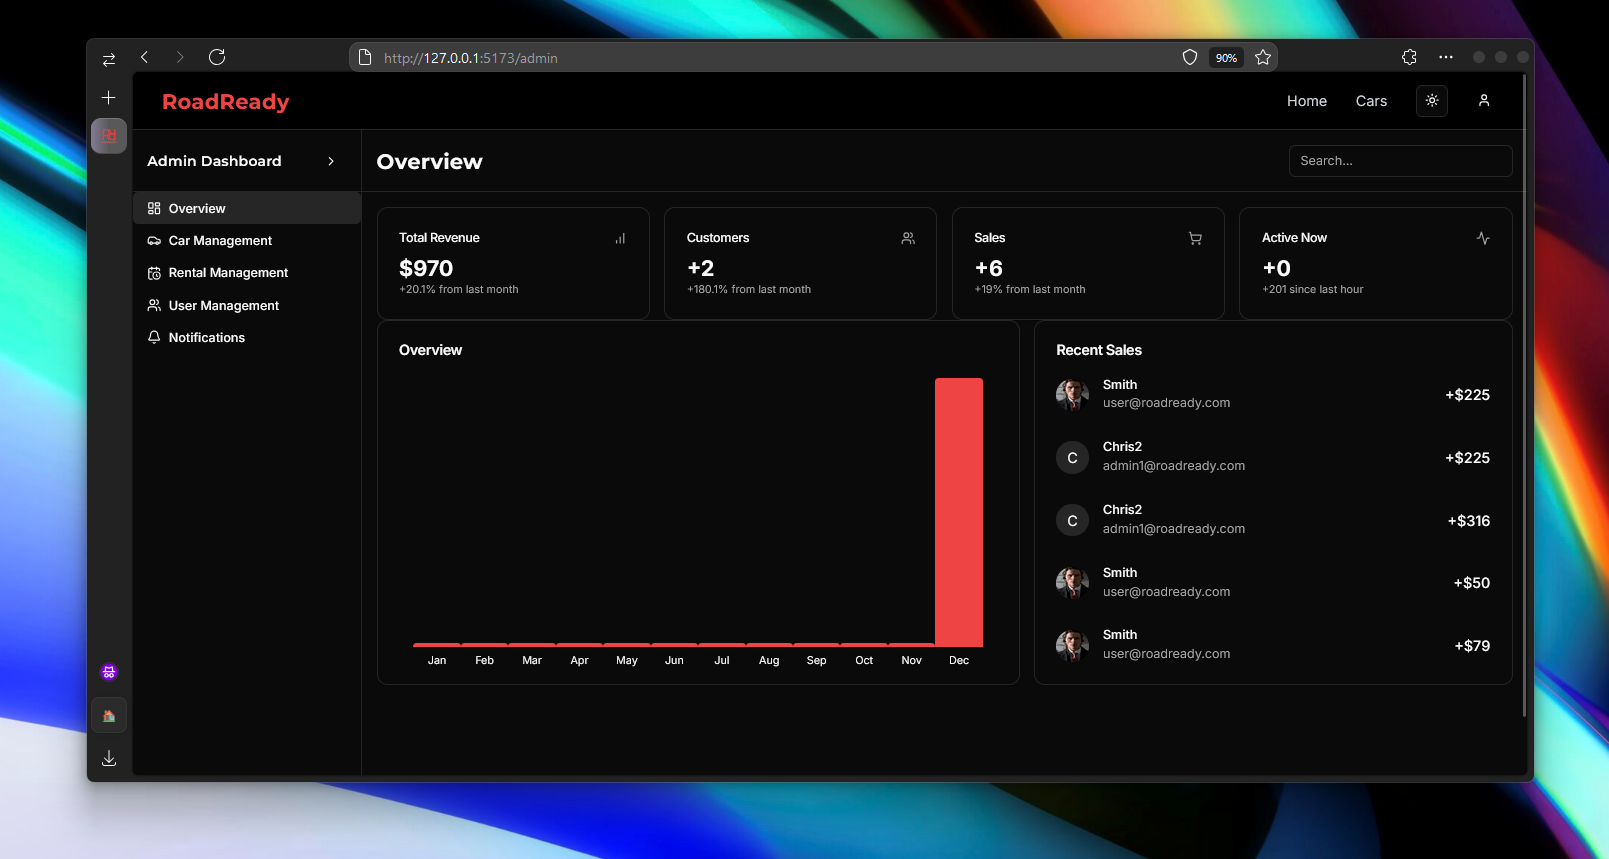 http://127.0.0.1:5173/admin
90%
RoadReady
Home
Cars
Admin Dashboard
Overview
Search...
Overview
Car Management
Rental Management
User Management
Notifications
Total Revenue
$970
+20.1% from last month
Customers
+2
+180.1% from last month
Sales
+6
+19% from last month
Active Now
+0
+201 since last hour
Overview
Jan
Feb
Mar
Apr
May
Jun
Jul
Aug
Sep
Oct
Nov
Dec
Recent Sales
Smith
user@roadready.com
+$225
C
Chris2
admin1@roadready.com
+$225
C
Chris2
admin1@roadready.com
+$316
Smith
user@roadready.com
+$50
Smith
user@roadready.com
+$79